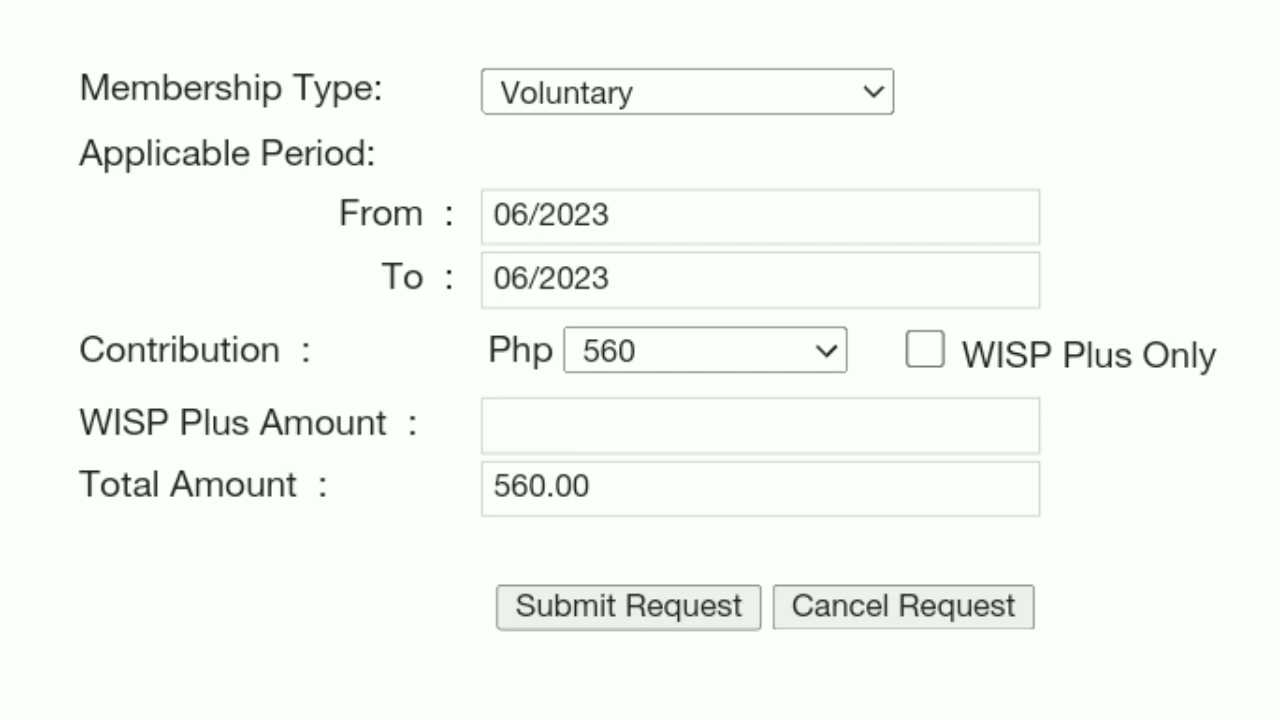 Membership Type: Voluntary
Applicable Period:
From : 06/2023
To : 06/2023
Contribution : Php 560 WISP Plus Only
WISP Plus Amount :
Total Amount : 560.00
Submit Request Cancel Request